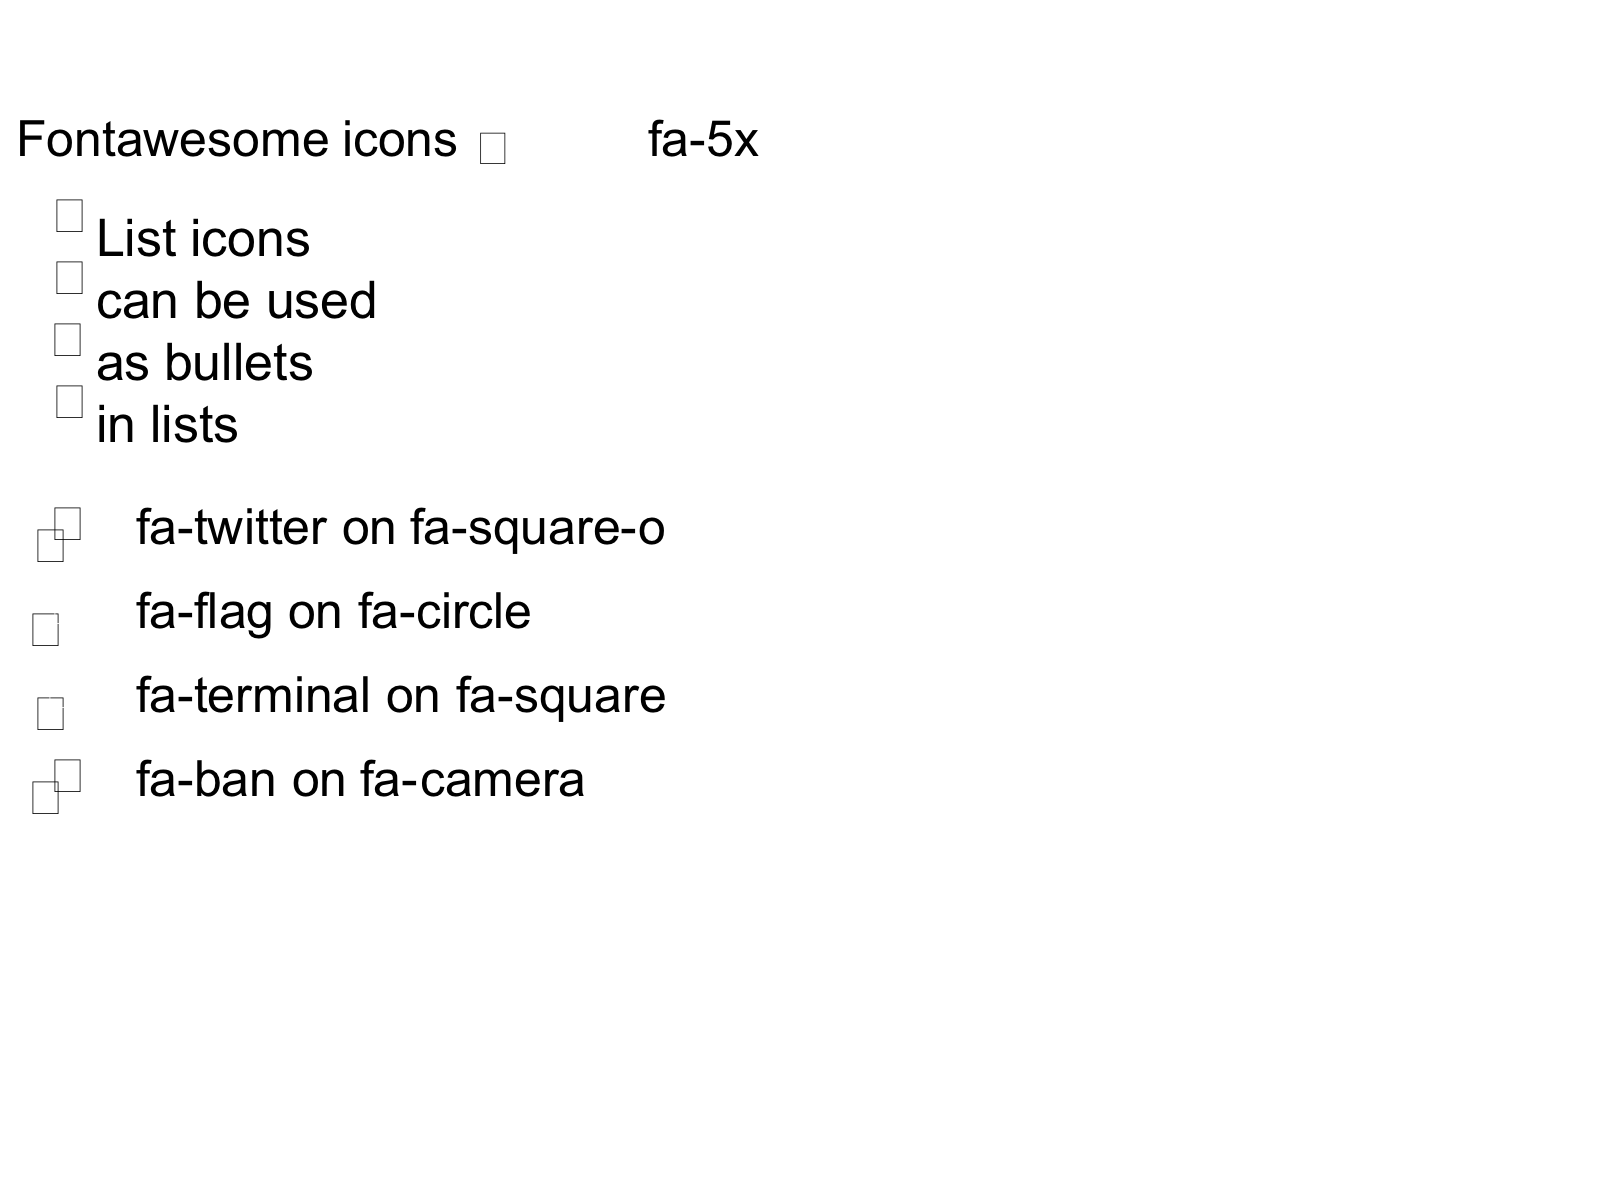 Fontawesome icons fa-5x
List icons
can be used
as bullets
in lists
fa-twitter on fa-square-o
fa-flag on fa-circle
fa-terminal on fa-square
fa-ban on fa-camera